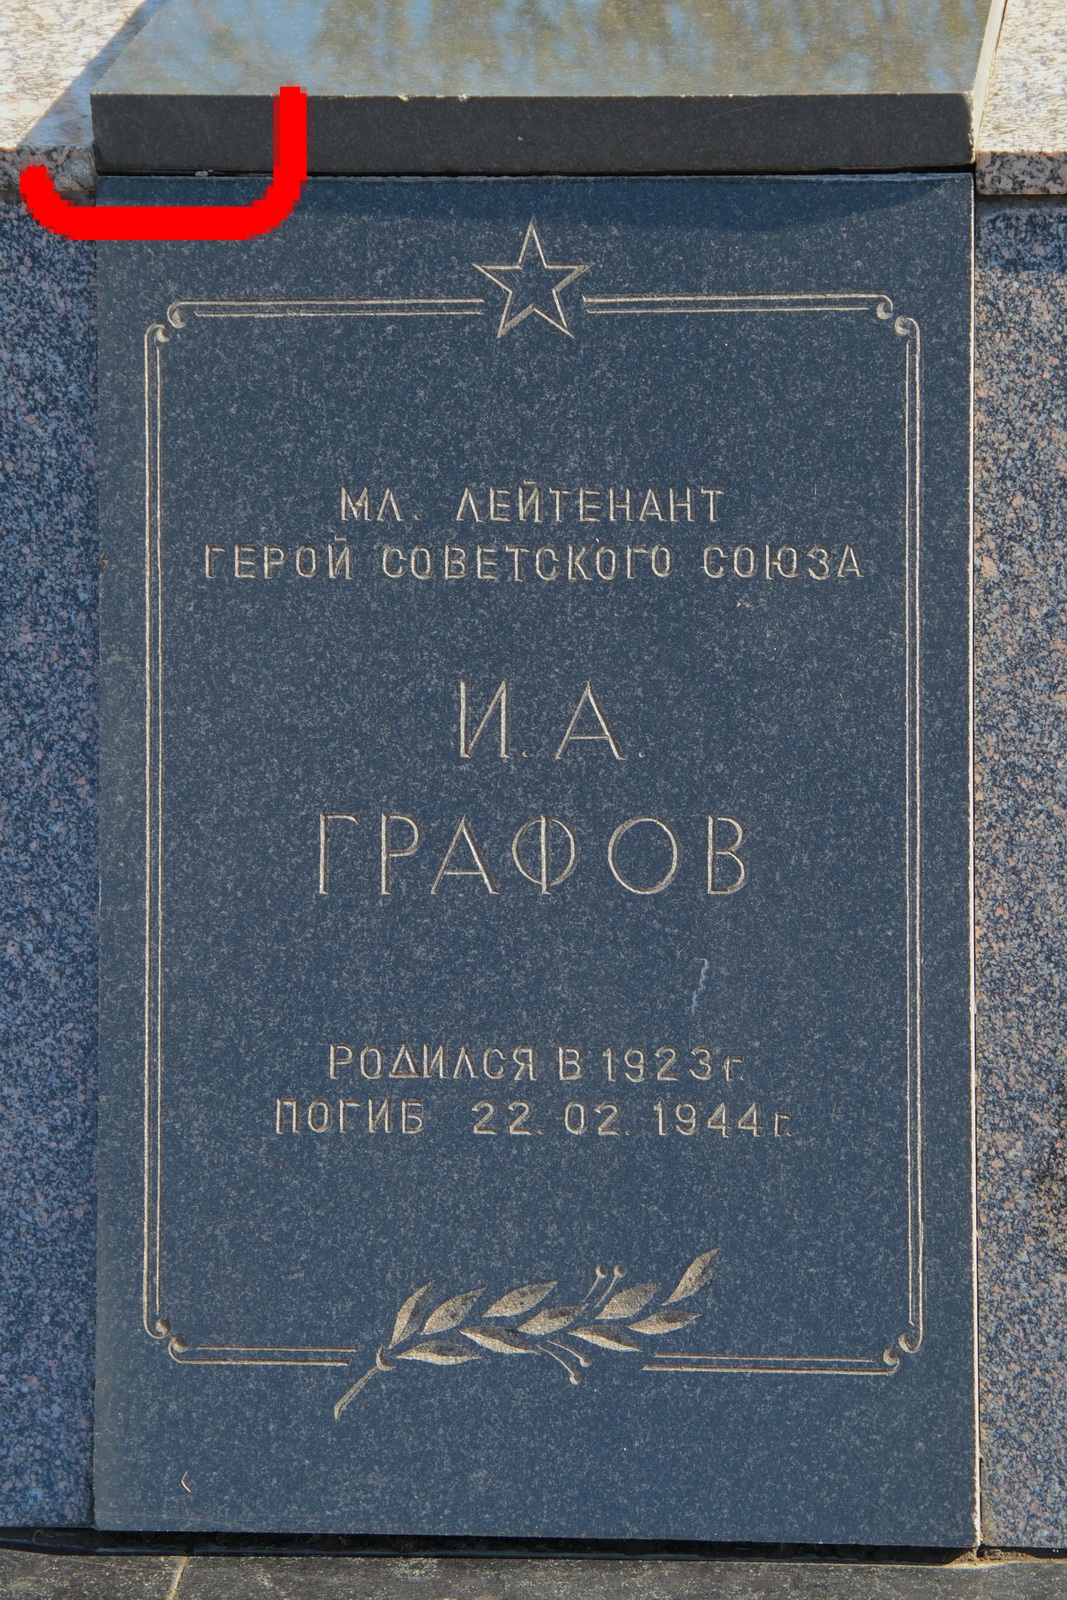 МЛ. ЛЕЙТЕНАНТ
ГЕРОЙ СОВЕТСКОГО СОЮЗА
И.А.
ГРАФОВ
РОДИЛСЯ В 1923 г.
ПОГИБ 22. 02. 1944 г.